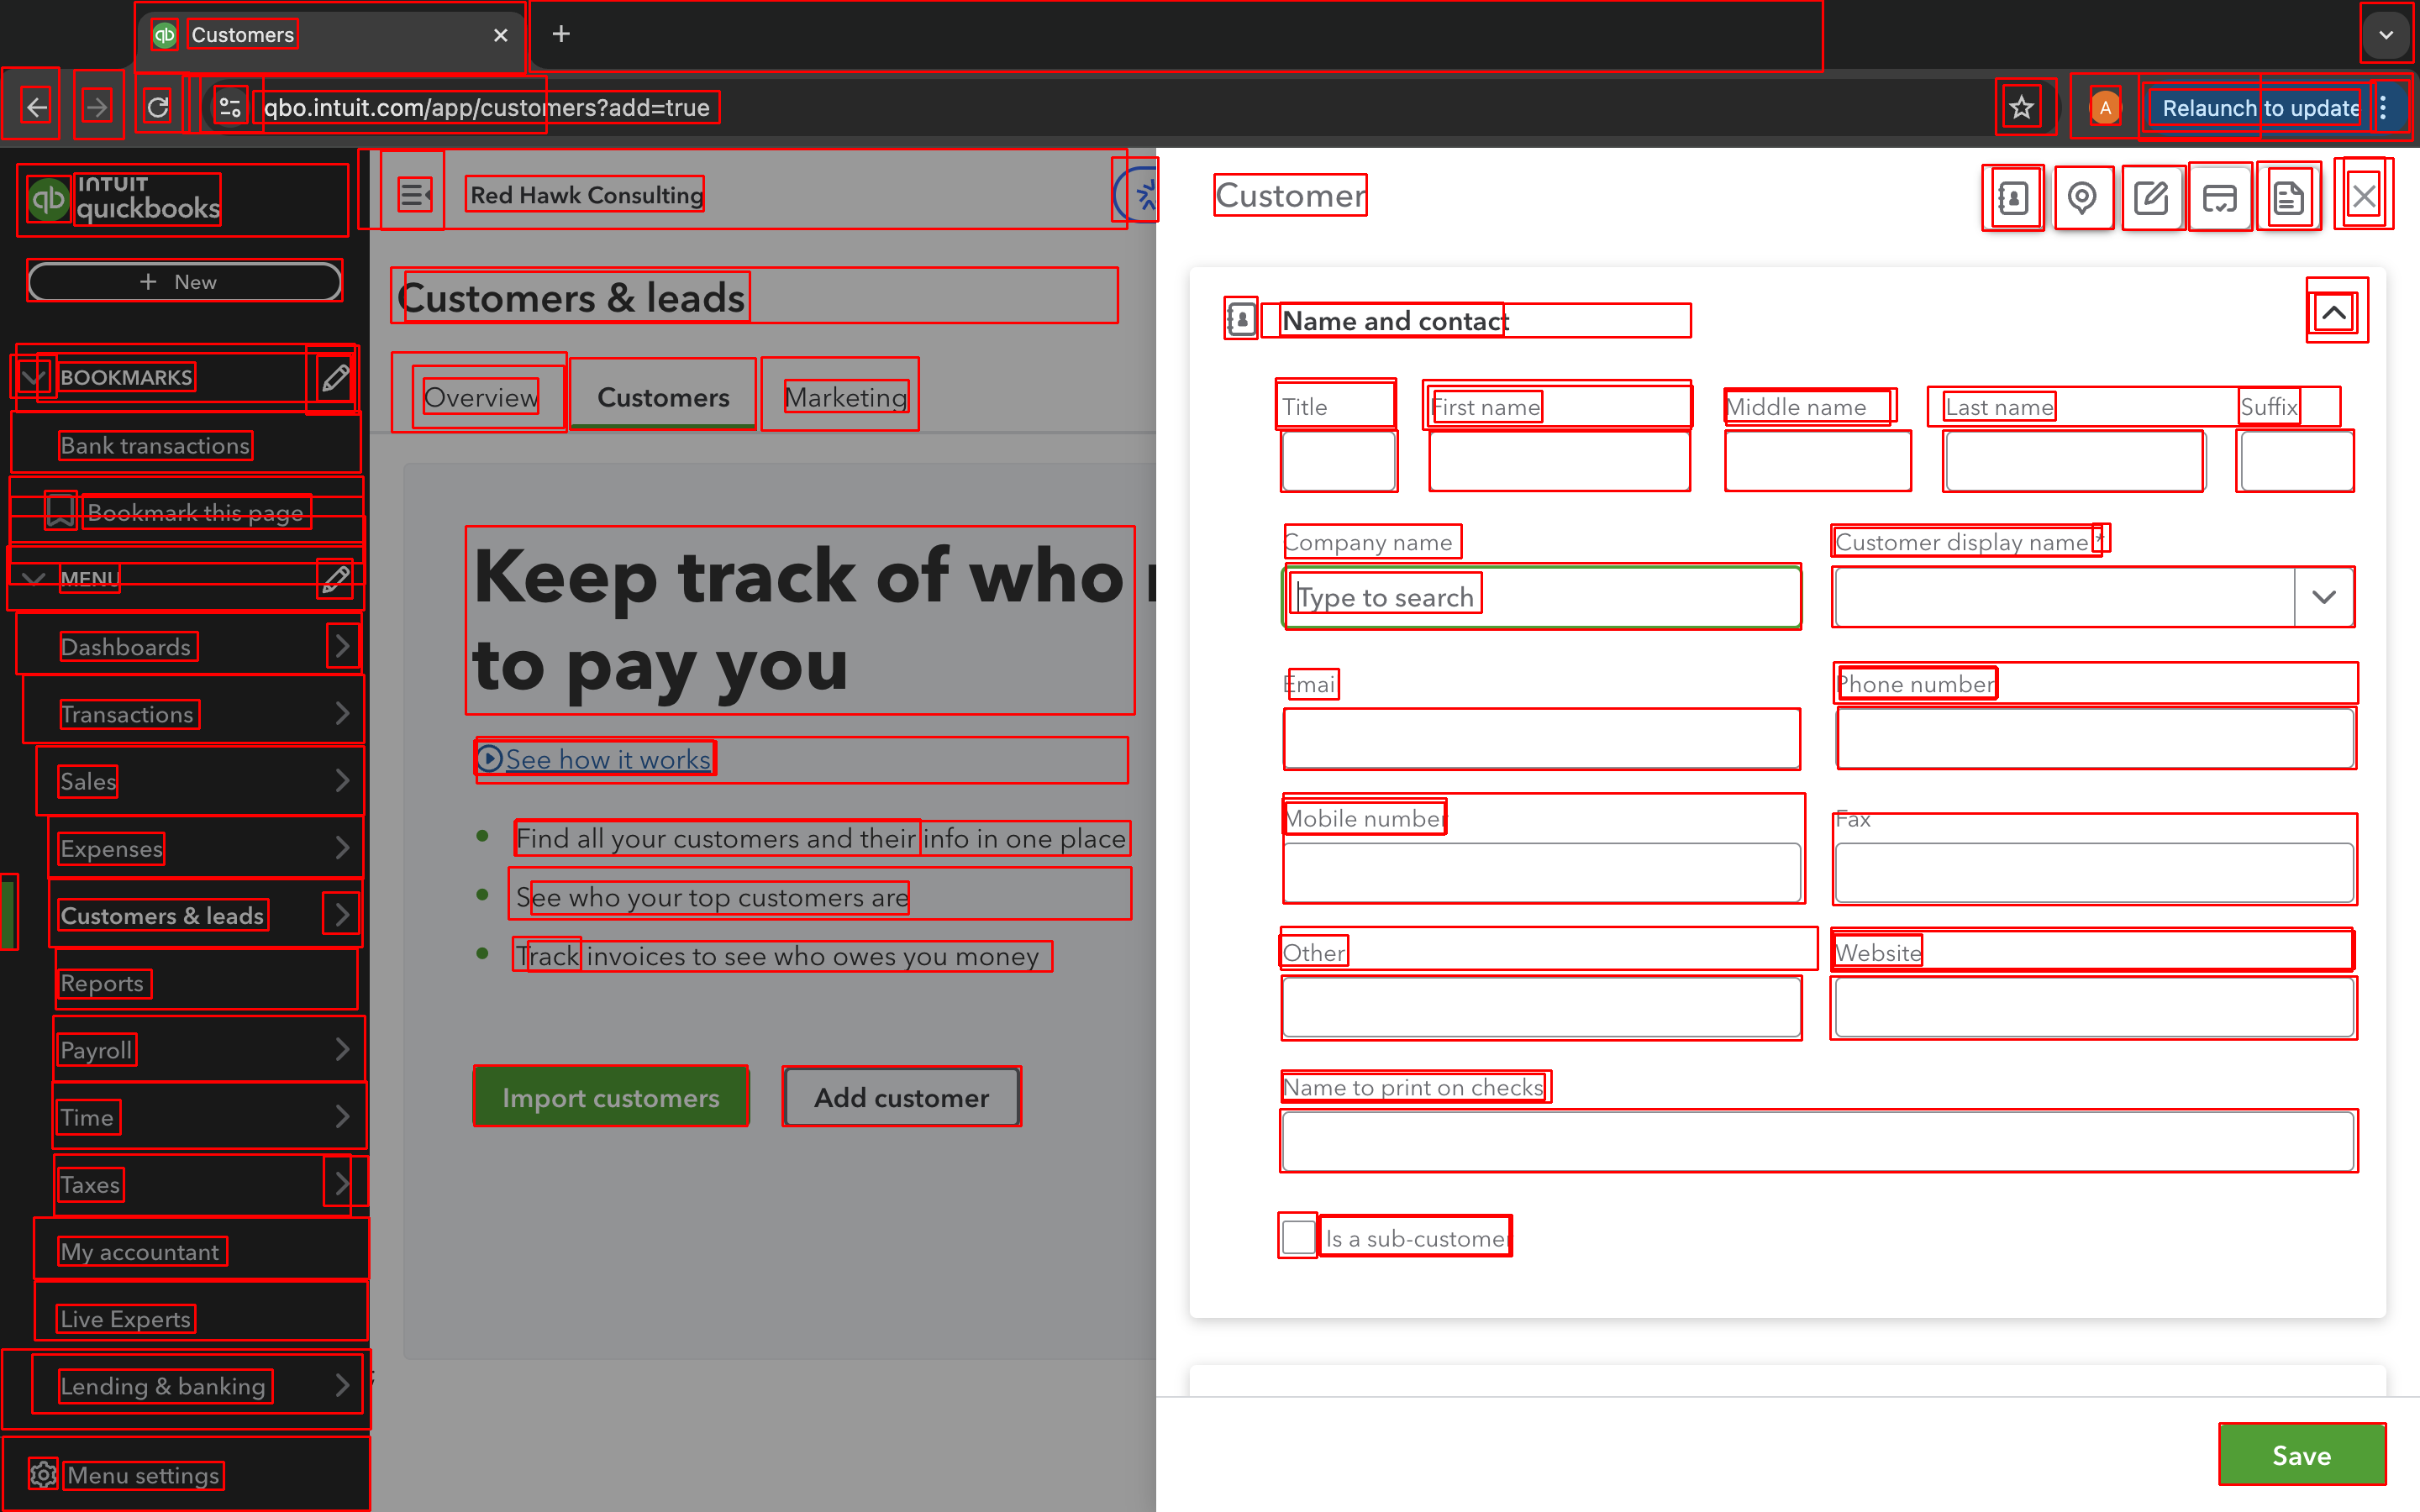 Customers
qbo.intuit.com/app/customers?add=true
A
Relaunch to update
qb
INTUIT
quickbooks
New
BOOKMARKS
Bank transactions
Bookmark this page
MENU
Dashboards
Transactions
Sales
Expenses
Customers & leads
Reports
Payroll
Time
Taxes
My accountant
Live Experts
Lending & banking
Menu settings
Red Hawk Consulting
Customers & leads
Overview
Customers
Marketing
Keep track of who
to pay you
See how it works
Find all your customers and their info in one place
See who your top customers are
Track invoices to see who owes you money
Import customers
Add customer
Customer
Name and contact
Title
First name
Middle name
Last name
Suffix
Company name
Customer display name *
Type to search
Email
Phone number
Mobile number
Fax
Other
Website
Name to print on checks
Is a sub-customer
Save